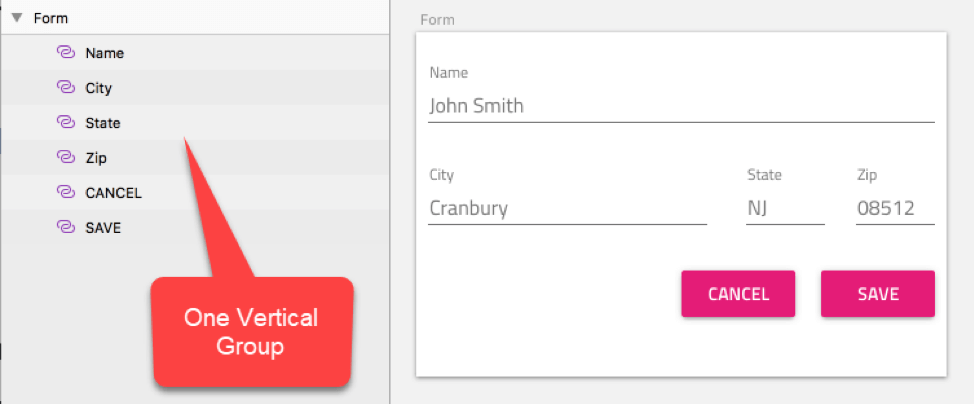 Form
Name
City
State
Zip
CANCEL
SAVE
One Vertical
Group
Form
Name
John Smith
City State Zip
Cranbury NJ 08512
CANCEL SAVE